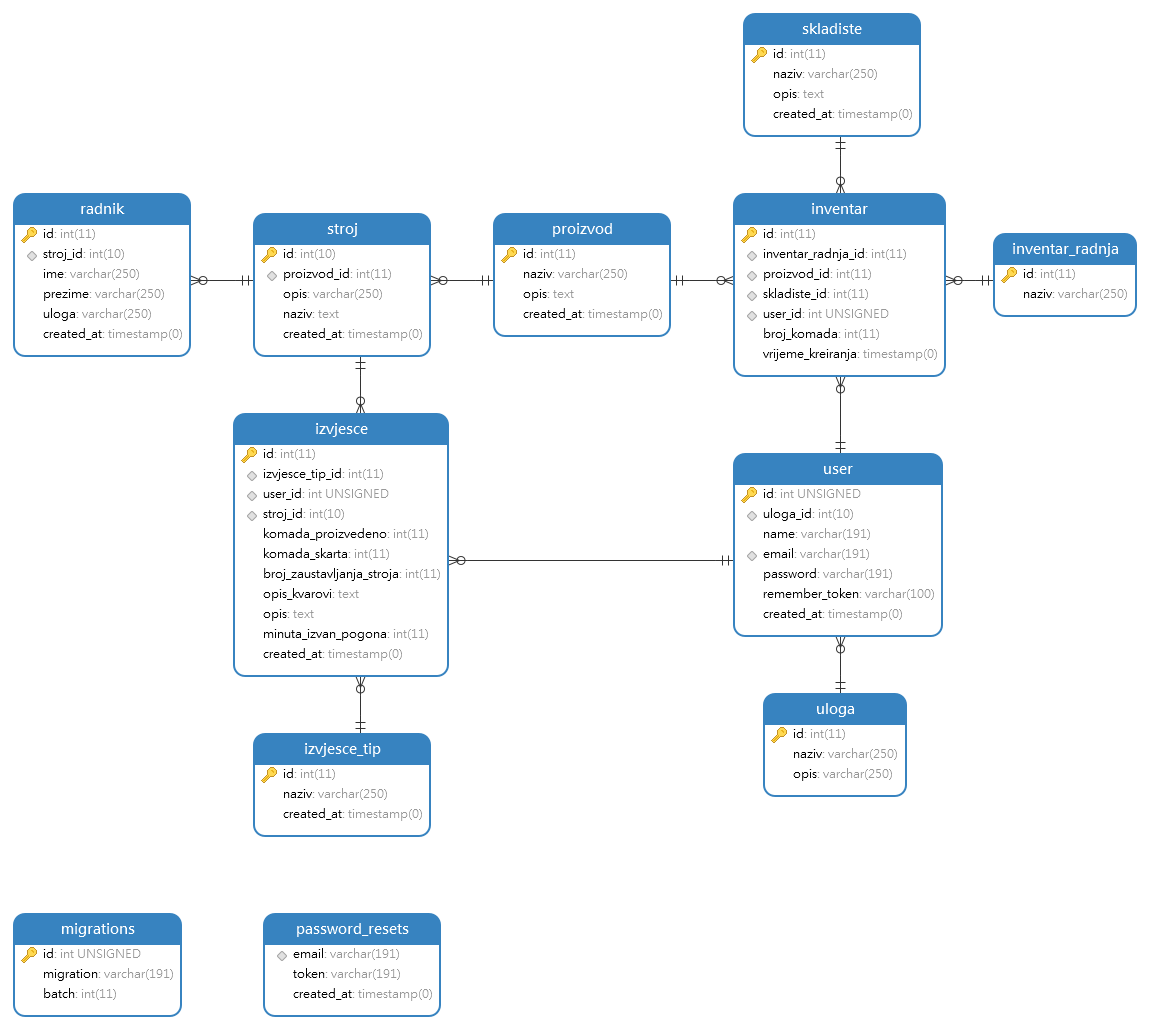 skladiste
id: int(11)
naziv: varchar(250)
opis: text
created_at: timestamp(0)
radnik
id: int(11)
stroj_id: int(10)
ime: varchar(250)
prezime: varchar(250)
uloga: varchar(250)
created_at: timestamp(0)
stroj
id: int(10)
proizvod_id: int(11)
opis: varchar(250)
naziv: text
created_at: timestamp(0)
proizvod
id: int(11)
naziv: varchar(250)
opis: text
created_at: timestamp(0)
inventar
id: int(11)
inventar_radnja_id: int(11)
proizvod_id: int(11)
skladiste_id: int(11)
user_id: int UNSIGNED
broj_komada: int(11)
vrijeme_kreiranja: timestamp(0)
inventar_radnja
id: int(11)
naziv: varchar(250)
izvjesce
id: int(11)
izvjesce_tip_id: int(11)
user_id: int UNSIGNED
stroj_id: int(10)
komada_proizvedeno: int(11)
komada_skarta: int(11)
broj_zaustavljanja_stroja: int(11)
opis_kvarovi: text
opis: text
minuta_izvan_pogona: int(11)
created_at: timestamp(0)
user
id: int UNSIGNED
uloga_id: int(10)
name: varchar(191)
email: varchar(191)
password: varchar(191)
remember_token: varchar(100)
created_at: timestamp(0)
izvjesce_tip
id: int(11)
naziv: varchar(250)
created_at: timestamp(0)
uloga
id: int(11)
naziv: varchar(250)
opis: varchar(250)
migrations
id: int UNSIGNED
migration: varchar(191)
batch: int(11)
password_resets
email: varchar(191)
token: varchar(191)
created_at: timestamp(0)